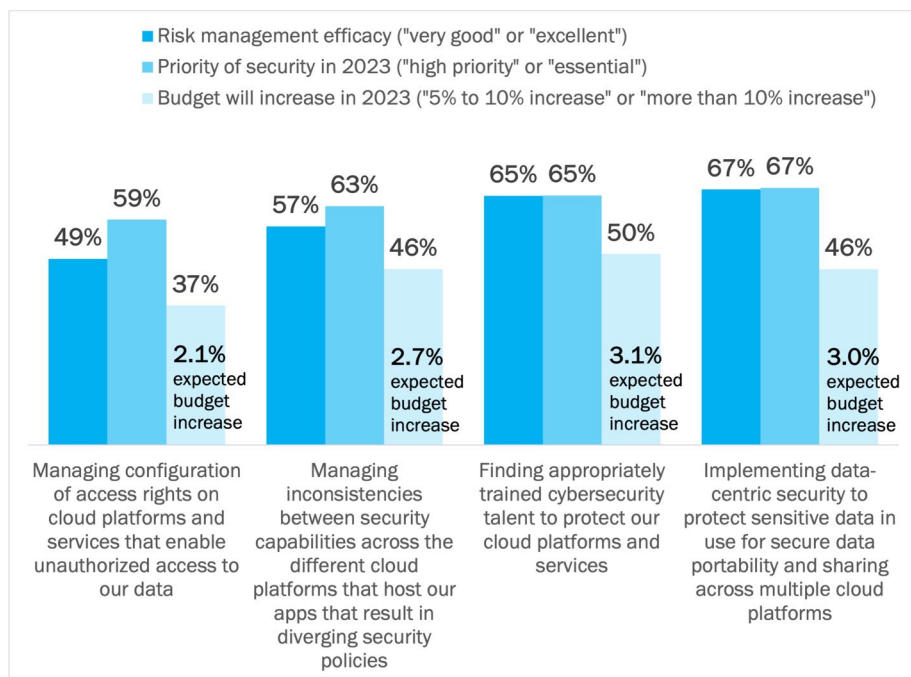 Risk management efficacy ("very good" or "excellent")
Priority of security in 2023 ("high priority" or "essential")
Budget will increase in 2023 ("5% to 10% increase" or "more than 10% increase")
49%
59%
37%
2.1%
expected
budget
increase
57%
63%
46%
2.7%
expected
budget
increase
65%
65%
50%
3.1%
expected
budget
increase
67%
67%
46%
3.0%
expected
budget
increase
Managing configuration
of access rights on
cloud platforms and
services that enable
unauthorized access to
our data
Managing
inconsistencies
between security
capabilities across the
different cloud
platforms that host our
apps that result in
diverging security
policies
Finding appropriately
trained cybersecurity
talent to protect our
cloud platforms and
services
Implementing data-
centric security to
protect sensitive data in
use for secure data
portability and sharing
across multiple cloud
platforms